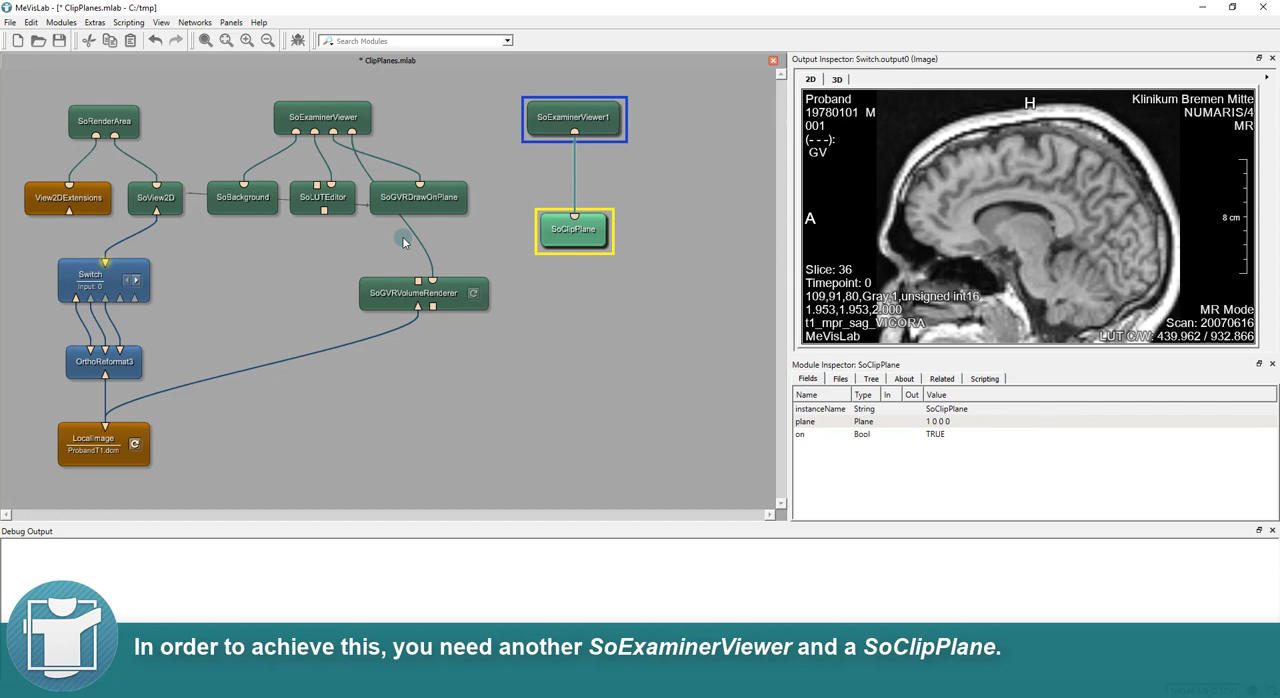 MeVisLab - [* ClipPlanes.mlab - C:/tmp]
File Edit Modules Extras Scripting View Networks Panels Help
Search Modules
* ClipPlanes.mlab
SoRenderArea
SoExaminerViewer
SoExaminerViewer1
View2DExtensions
SoView2D
SoBackground
SoLUTEditor
SoGVRDrawOnPlane
SoClipPlane
Switch
Input: 0
SoGVRVolumeRenderer
OrthoReformat3
LocalImage
ProbandT1.dcm
Output Inspector: Switch.output0 (Image)
2D 3D
Proband
19780101 M
001
(---):
GV
H
Klinikum Bremen Mitte
NUMARIS/4
MR
A
8 cm
Slice: 36
Timepoint: 0
109,91,80,Gray:1,unsigned int16
1.953,1.953,2.000
t1_mpr_sag_VICORA
MeVisLab
MR Mode
Scan: 20070616
LUT C/W: 439.962 / 932.866
Module Inspector: SoClipPlane
Fields Files Tree About Related Scripting
Name Type In Out Value
instanceName String SoClipPlane
plane Plane 1 0 0 0
on Bool TRUE
Debug Output
In order to achieve this, you need another SoExaminerViewer and a SoClipPlane.